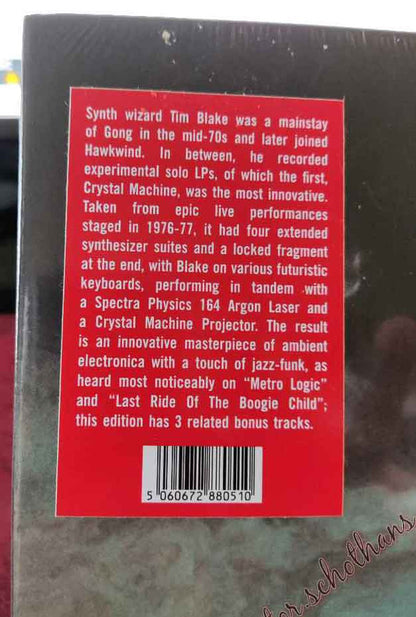 Synth wizard Tim Blake was a mainstay
of Gong in the mid-70s and later joined
Hawkwind. In between, he recorded
experimental solo LPs, of which the first,
Crystal Machine, was the most innovative.
Taken from epic live performances
staged in 1976-77, it had four extended
synthesizer suites and a locked fragment
at the end, with Blake on various futuristic
keyboards, performing in tandem with
a Spectra Physics 164 Argon Laser and
a Crystal Machine Projector. The result
is an innovative masterpiece of ambient
electronica with a touch of jazz-funk, as
heard most noticeably on “Metro Logic”
and “Last Ride Of The Boogie Child”;
this edition has 3 related bonus tracks.
5 060672 880510